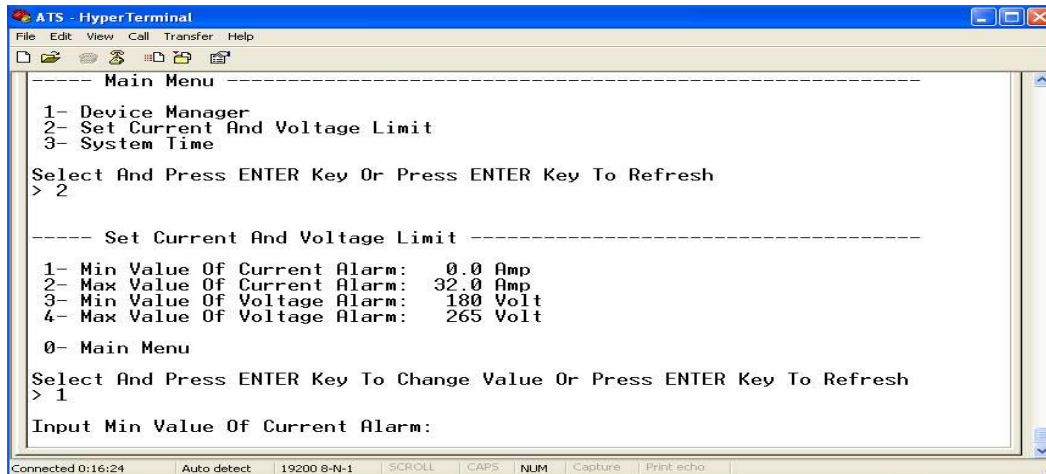 ATS - HyperTerminal
File Edit View Call Transfer Help
----- Main Menu ---------------------------------------------------------
1- Device Manager
2- Set Current And Voltage Limit
3- System Time
Select And Press ENTER Key Or Press ENTER Key To Refresh
> 2
----- Set Current And Voltage Limit -------------------------------------
1- Min Value Of Current Alarm: 0.0 Amp
2- Max Value Of Current Alarm: 32.0 Amp
3- Min Value Of Voltage Alarm: 180 Volt
4- Max Value Of Voltage Alarm: 265 Volt
0- Main Menu
Select And Press ENTER Key To Change Value Or Press ENTER Key To Refresh
> 1
Input Min Value Of Current Alarm:
Connected 0:16:24 Auto detect 19200 8-N-1 SCROLL CAPS NUM Capture Print echo